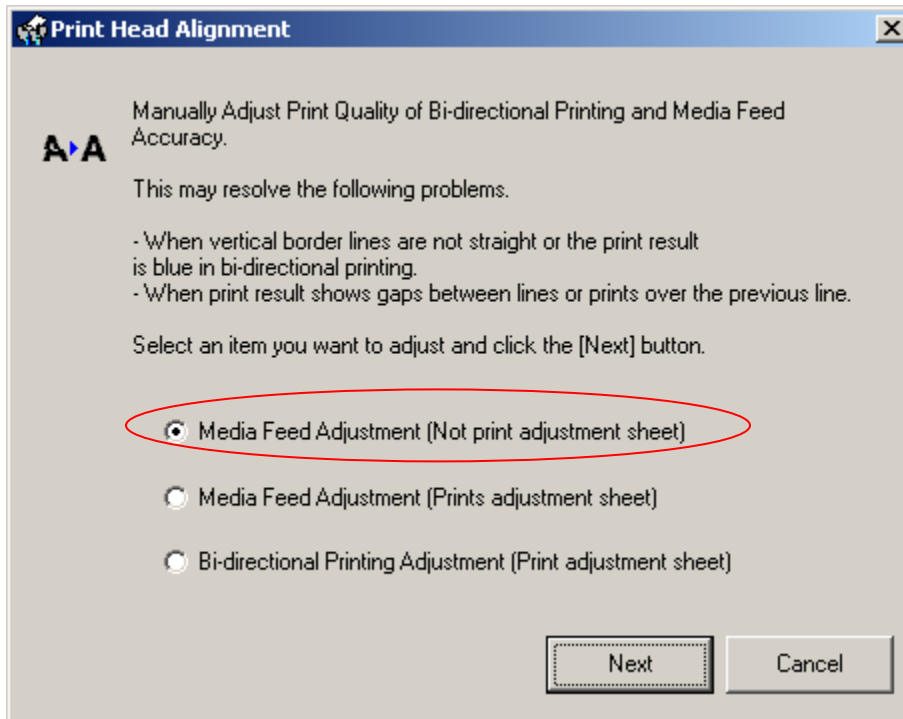 Print Head Alignment
Manually Adjust Print Quality of Bi-directional Printing and Media Feed
Accuracy.
A A
This may resolve the following problems.
- When vertical border lines are not straight or the print result
is blue in bi-directional printing.
- When print result shows gaps between lines or prints over the previous line.
Select an item you want to adjust and click the [Next] button.
Media Feed Adjustment (Not print adjustment sheet)
Media Feed Adjustment (Prints adjustment sheet)
Bi-directional Printing Adjustment (Print adjustment sheet)
Next Cancel